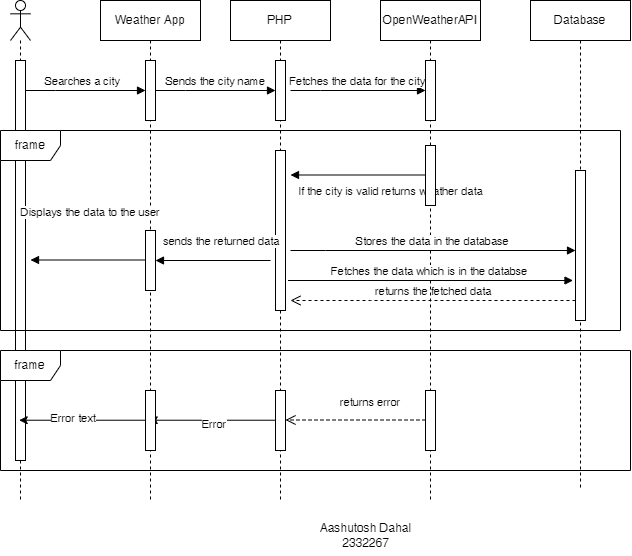 Weather App
PHP
OpenWeatherAPI
Database
Searches a city
Sends the city name
Fetches the data for the city
frame
If the city is valid returns weather data
Displays the data to the user
sends the returned data
Stores the data in the database
Fetches the data which is in the databse
returns the fetched data
frame
returns error
Error text
Error
Aashutosh Dahal
2332267